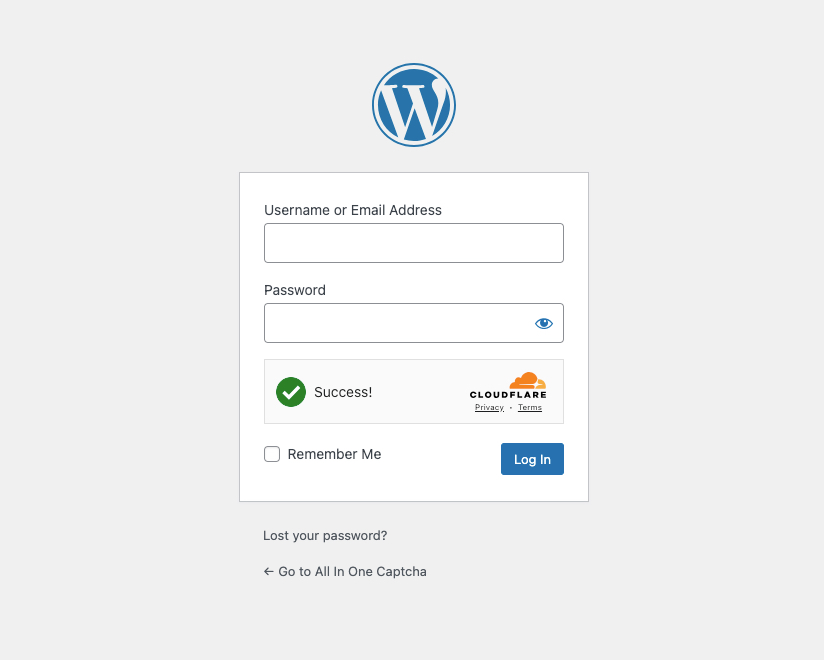 Username or Email Address
Password
Success!
CLOUDFLARE
Privacy • Terms
Remember Me
Log In
Lost your password?
← Go to All In One Captcha